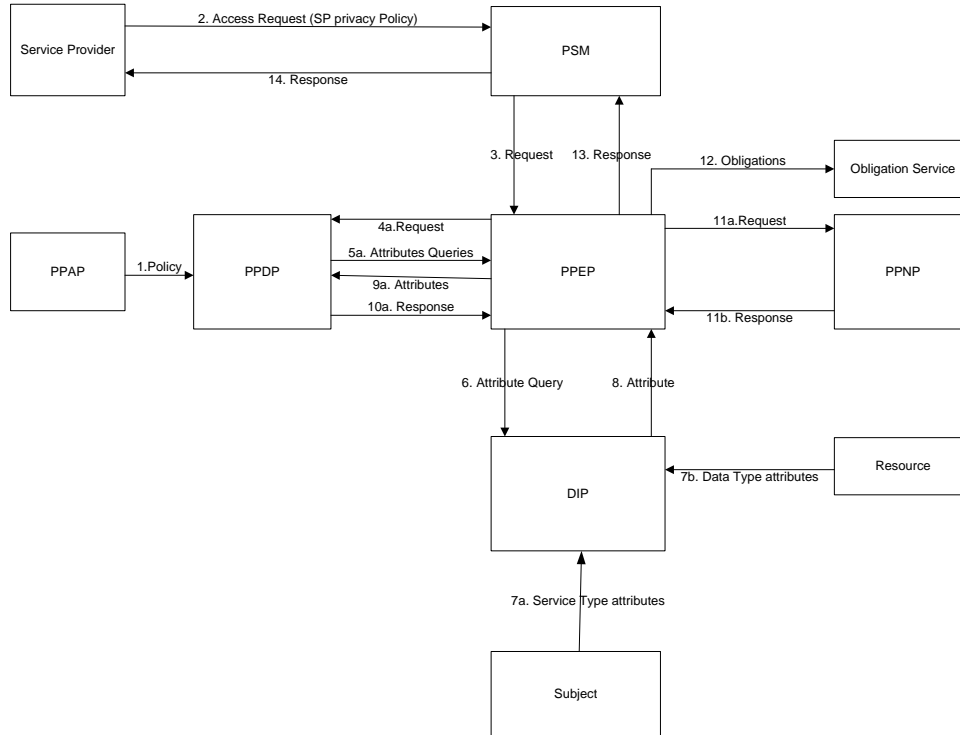 2. Access Request (SP privacy Policy)
Service Provider
PSM
14. Response
3. Request
13. Response
12. Obligations
Obligation Service
4a.Request
11a.Request
5a. Attributes Queries
PPAP
1.Policy
PPDP
PPEP
PPNP
9a. Attributes
10a. Response
11b. Response
6. Attribute Query
8. Attribute
Resource
7b. Data Type attributes
DIP
7a. Service Type attributes
Subject